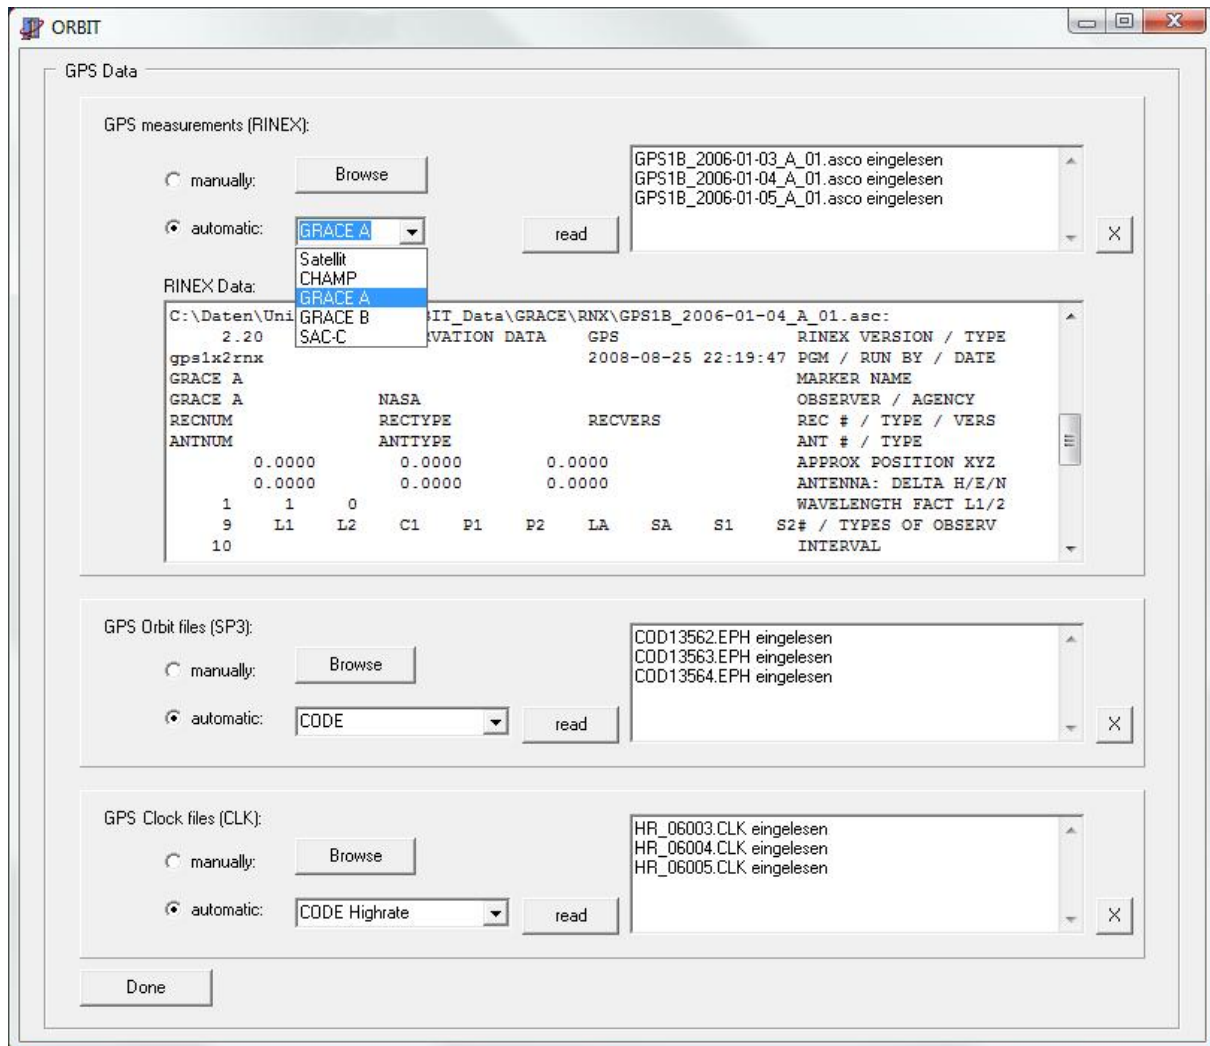 ORBIT
GPS Data
GPS measurements (RINEX):
manually:
Browse
automatic:
GRACE A
read
GPS1B_2006-01-03_A_01.asco eingelesen
GPS1B_2006-01-04_A_01.asco eingelesen
GPS1B_2006-01-05_A_01.asco eingelesen
X
Satellit
CHAMP
GRACE A
GRACE B
SAC-C
RINEX Data:
C:\Daten\Uni IT_Data\GRACE\RNX\GPS1B_2006-01-04_A_01.asc:
2.20 RVATION DATA GPS RINEX VERSION / TYPE
gps1x2rnx 2008-08-25 22:19:47 PGM / RUN BY / DATE
GRACE A MARKER NAME
GRACE A NASA OBSERVER / AGENCY
RECNUM RECTYPE RECVERS REC # / TYPE / VERS
ANTNUM ANTTYPE ANT # / TYPE
0.0000 0.0000 0.0000 APPROX POSITION XYZ
0.0000 0.0000 0.0000 ANTENNA: DELTA H/E/N
1 1 0 WAVELENGTH FACT L1/2
9 L1 L2 C1 P1 P2 LA SA S1 S2# / TYPES OF OBSERV
10 INTERVAL
GPS Orbit files (SP3):
manually:
Browse
automatic:
CODE
read
COD13562.EPH eingelesen
COD13563.EPH eingelesen
COD13564.EPH eingelesen
X
GPS Clock files (CLK):
manually:
Browse
automatic:
CODE Highrate
read
HR_06003.CLK eingelesen
HR_06004.CLK eingelesen
HR_06005.CLK eingelesen
X
Done